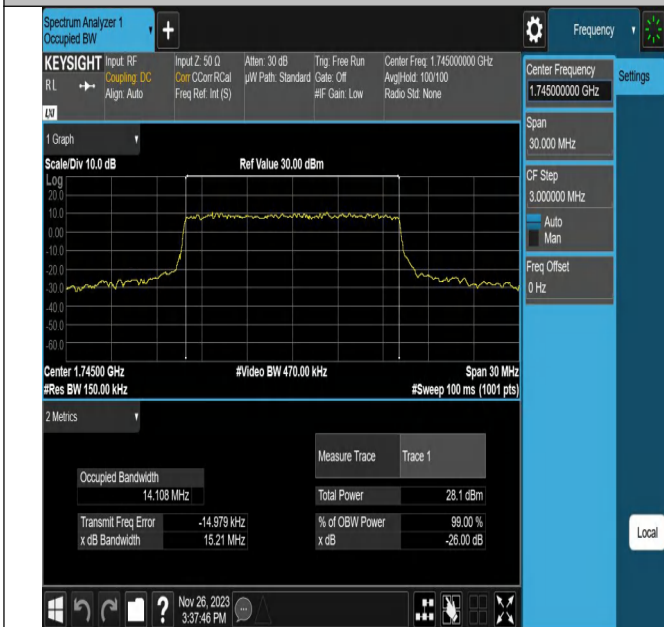 Spectrum Analyzer 1
Occupied BW
Frequency
KEYSIGHT
RL
LXI
Input: RF
Coupling: DC
Align: Auto
Input Z: 50 Ω
Corr CCorr RCal
Freq Ref: Int (S)
Atten: 30 dB
µW Path: Standard
Trig: Free Run
Gate: Off
#IF Gain: Low
Center Freq: 1.745000000 GHz
Avg|Hold: 100/100
Radio Std: None
Center Frequency
1.745000000 GHz
Settings
Span
30.000 MHz
CF Step
3.000000 MHz
Auto
Man
Freq Offset
0 Hz
Local
1 Graph
Scale/Div 10.0 dB
Ref Value 30.00 dBm
Log
20.0
10.0
0.00
-10.0
-20.0
-30.0
-40.0
-50.0
-60.0
Center 1.74500 GHz
#Video BW 470.00 kHz
Span 30 MHz
#Res BW 150.00 kHz
#Sweep 100 ms (1001 pts)
2 Metrics
Measure Trace
Trace 1
Occupied Bandwidth
14.108 MHz
Total Power
28.1 dBm
Transmit Freq Error
-14.979 kHz
% of OBW Power
99.00 %
x dB Bandwidth
15.21 MHz
x dB
-26.00 dB
?
Nov 26, 2023
3:37:46 PM